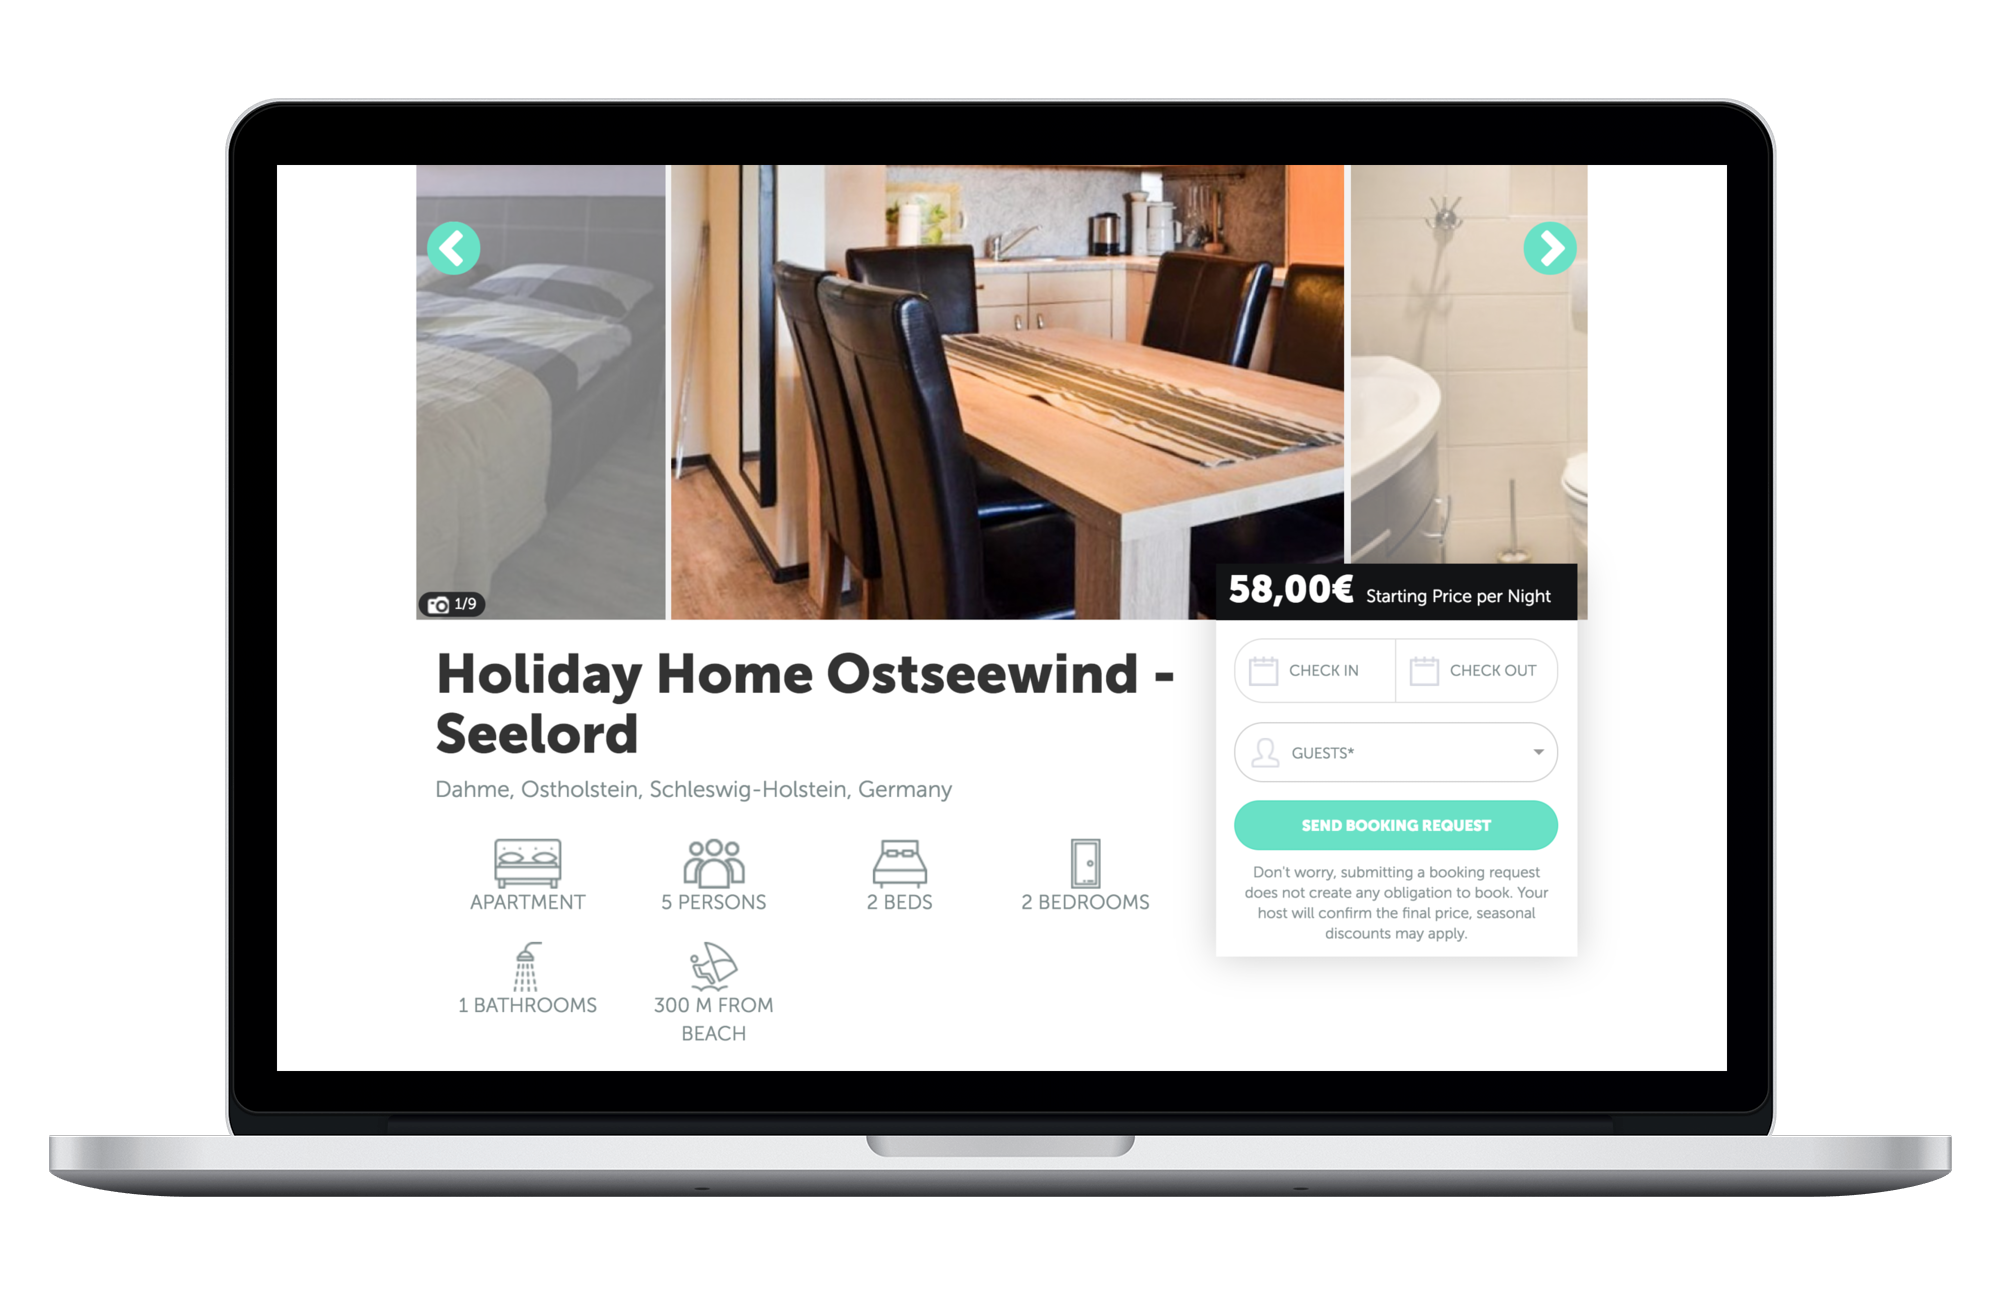 1/9
58,00€ Starting Price per Night
Holiday Home Ostseewind -
Seelord
Dahme, Ostholstein, Schleswig-Holstein, Germany
APARTMENT
5 PERSONS
2 BEDS
2 BEDROOMS
1 BATHROOMS
300 M FROM
BEACH
CHECK IN
CHECK OUT
GUESTS*
SEND BOOKING REQUEST
Don't worry, submitting a booking request
does not create any obligation to book. Your
host will confirm the final price, seasonal
discounts may apply.